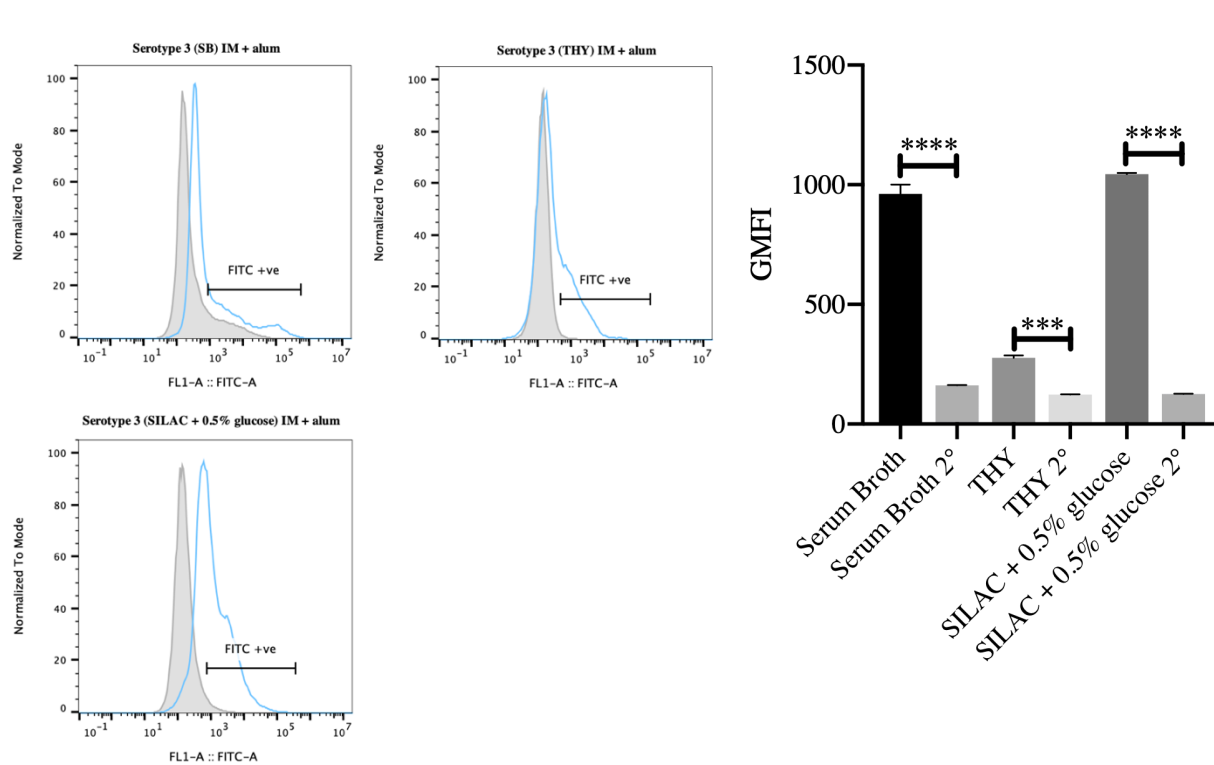 Serotype 3 (SB) IM + alum
100
80
60
40
20
0
Normalized To Mode
FITC +ve
10-1
101
103
105
107
FL1-A :: FITC-A
Serotype 3 (THY) IM + alum
100
80
60
40
20
0
Normalized To Mode
FITC +ve
10-1
101
103
105
107
FL1-A :: FITC-A
Serotype 3 (SILAC + 0.5% glucose) IM + alum
100
80
60
40
20
0
Normalized To Mode
FITC +ve
10-1
101
103
105
107
FL1-A :: FITC-A
1500
1000
500
0
GMFI
****
***
****
Serum Broth
Serum Broth 2°
THY
THY 2°
SILAC + 0.5% glucose
SILAC + 0.5% glucose 2°